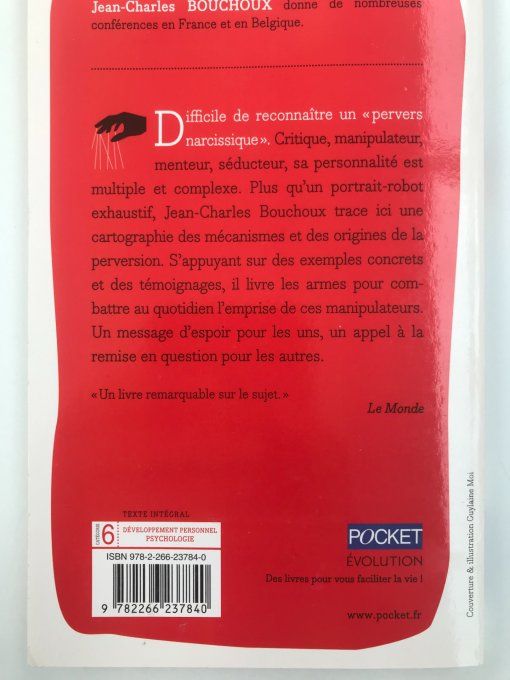 Jean-Charles BOUCHOUX donne de nombreuses
conférences en France et en Belgique.
Difficile de reconnaître un « pervers
narcissique ». Critique, manipulateur,
menteur, séducteur, sa personnalité est
multiple et complexe. Plus qu'un portrait-robot
exhaustif, Jean-Charles Bouchoux trace ici une
cartographie des mécanismes et des origines de la
perversion. S'appuyant sur des exemples concrets
et des témoignages, il livre les armes pour com-
battre au quotidien l'emprise de ces manipulateurs.
Un message d'espoir pour les uns, un appel à la
remise en question pour les autres.
« Un livre remarquable sur le sujet. »
Le Monde
TEXTE INTÉGRAL
6
DÉVELOPPEMENT PERSONNEL
PSYCHOLOGIE
ISBN 978-2-266-23784-0
9 782266 237840
POCKET
ÉVOLUTION
Des livres pour vous faciliter la vie !
www.pocket.fr
Couverture & illustration Guylaine Moi